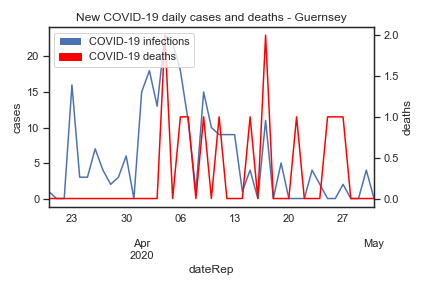 New COVID-19 daily cases and deaths - Guernsey
COVID-19 infections
COVID-19 deaths
cases
20
15
10
5
0
deaths
2.0
1.5
1.0
0.5
0.0
23 30 06 13 20 27
Apr May
2020
dateRep